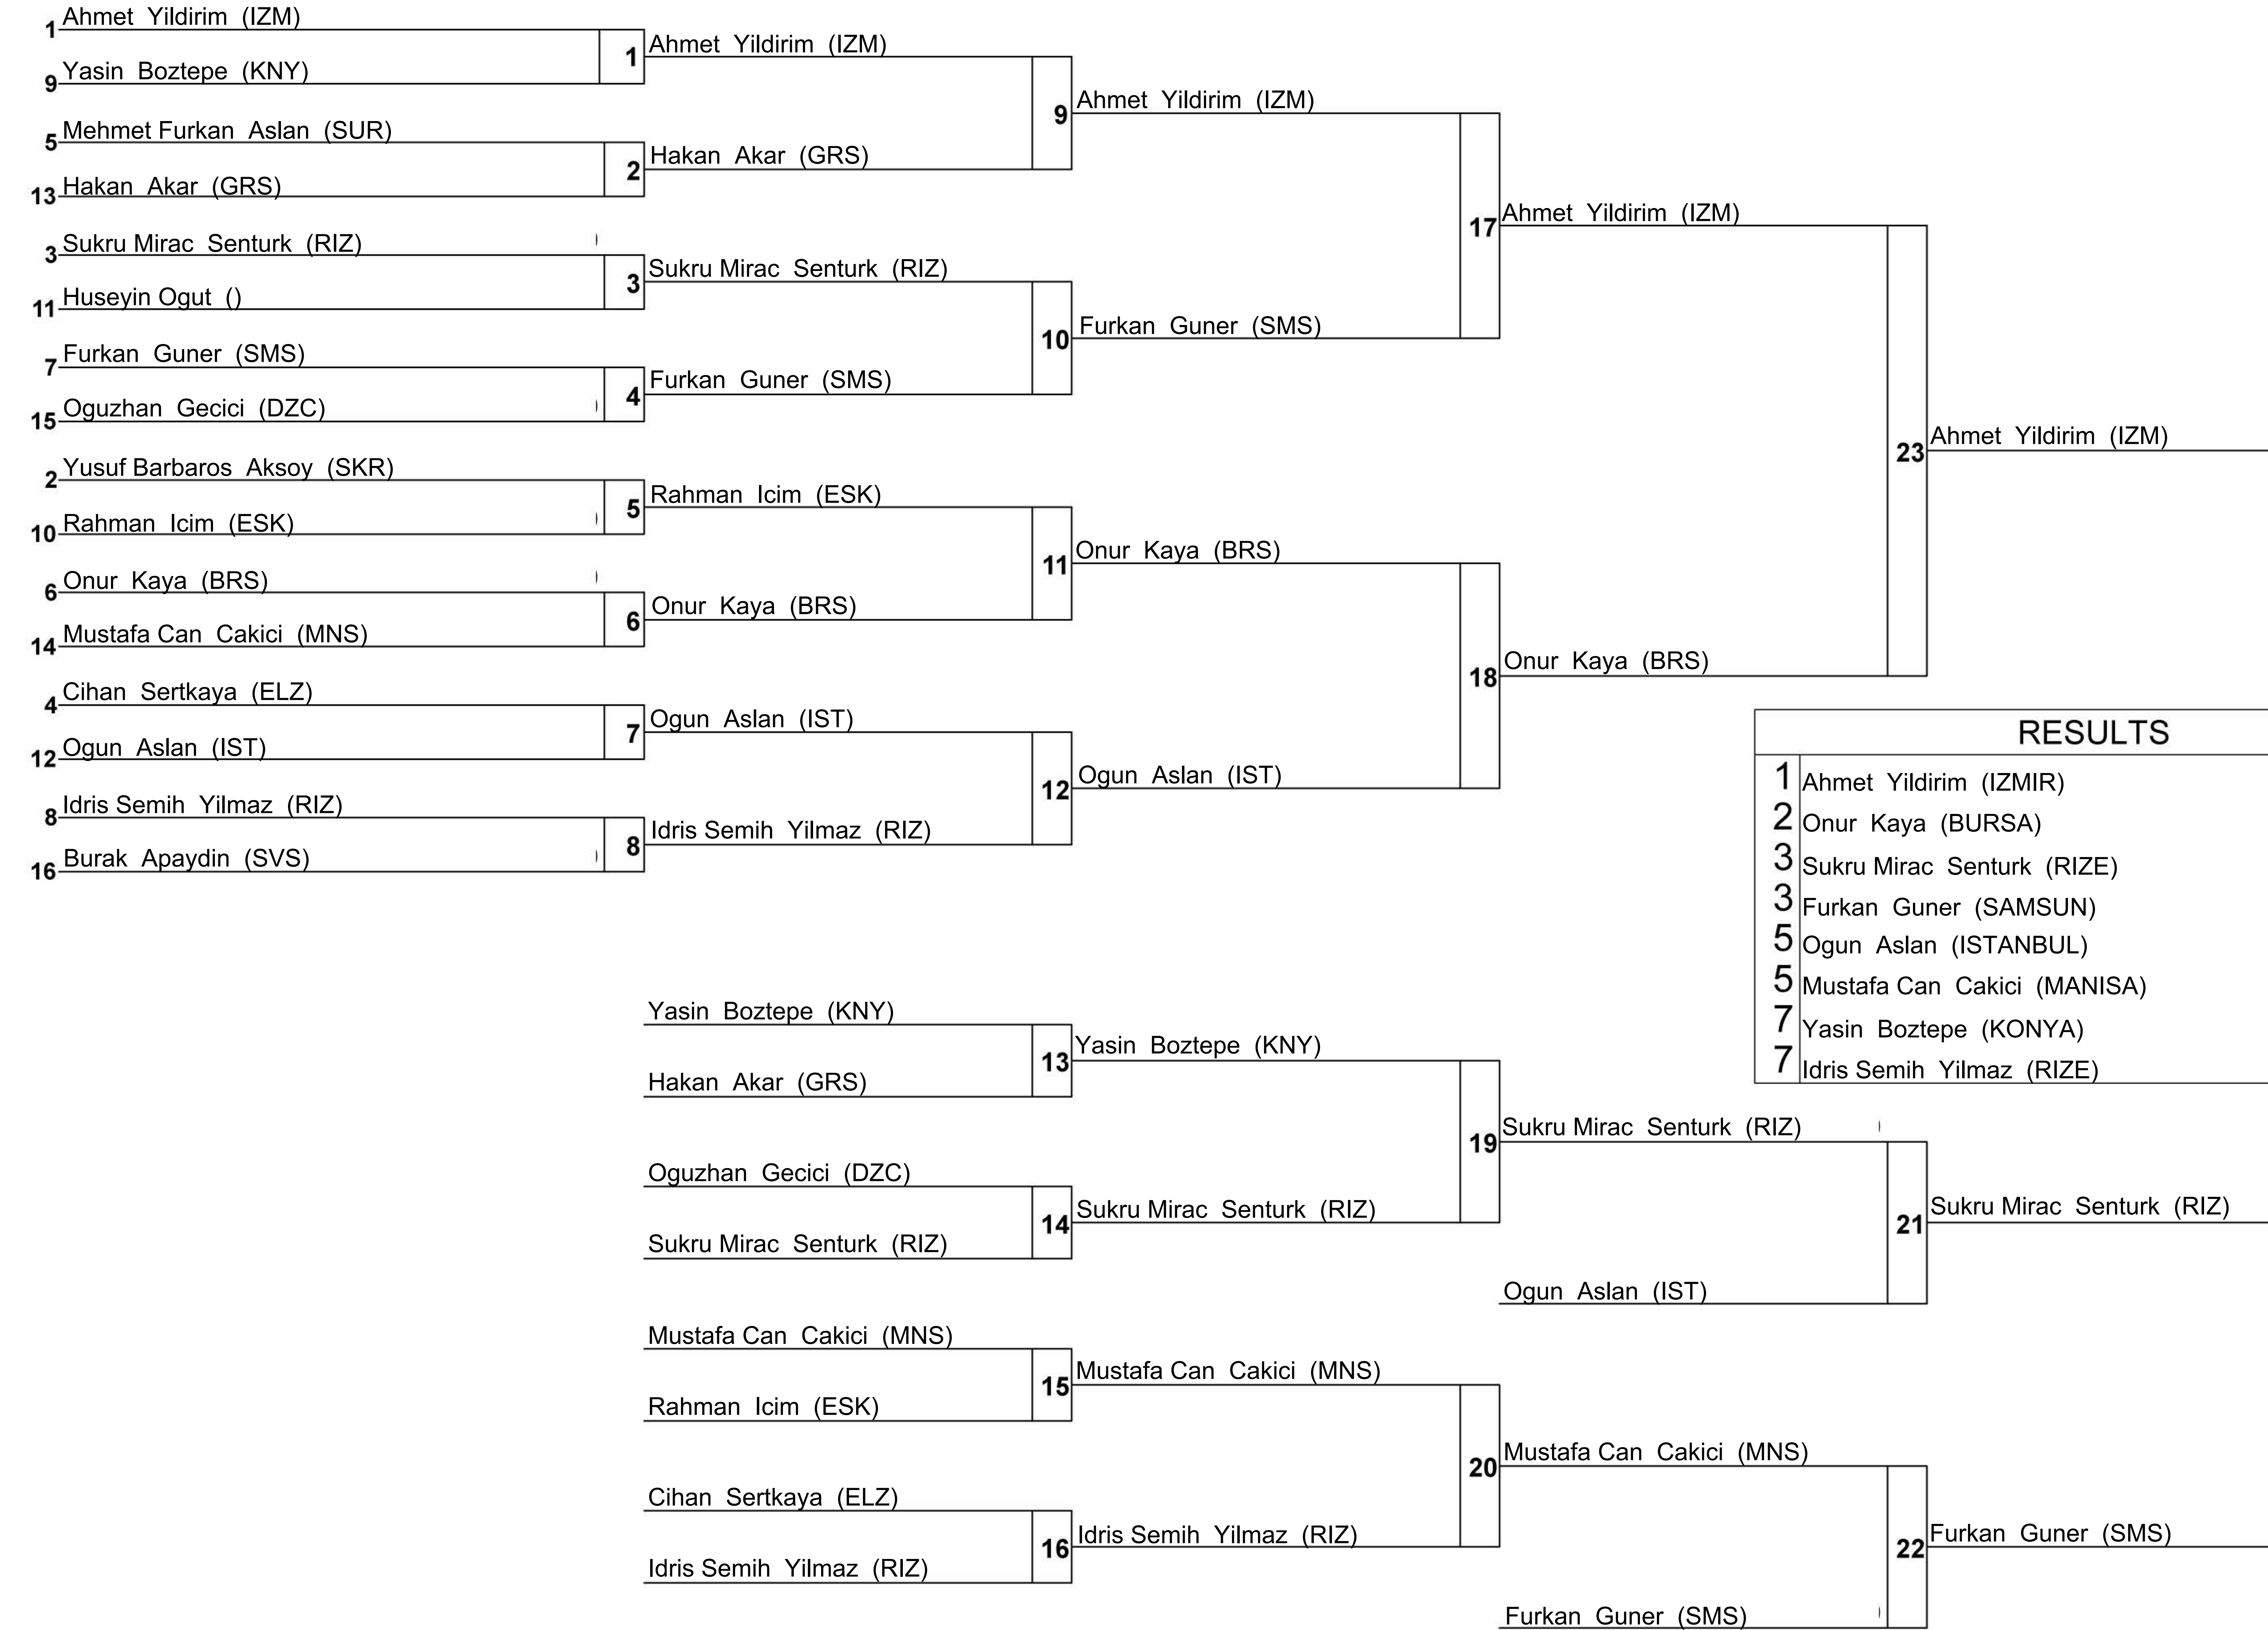 1 Ahmet Yildirim (IZM)
9 Yasin Boztepe (KNY)
1 Ahmet Yildirim (IZM)
5 Mehmet Furkan Aslan (SUR)
13 Hakan Akar (GRS)
2 Hakan Akar (GRS)
9 Ahmet Yildirim (IZM)
3 Sukru Mirac Senturk (RIZ)
11 Huseyin Ogut ()
3 Sukru Mirac Senturk (RIZ)
7 Furkan Guner (SMS)
15 Oguzhan Gecici (DZC)
4 Furkan Guner (SMS)
10 Furkan Guner (SMS)
17 Ahmet Yildirim (IZM)
2 Yusuf Barbaros Aksoy (SKR)
10 Rahman Icim (ESK)
5 Rahman Icim (ESK)
6 Onur Kaya (BRS)
14 Mustafa Can Cakici (MNS)
6 Onur Kaya (BRS)
11 Onur Kaya (BRS)
4 Cihan Sertkaya (ELZ)
12 Ogun Aslan (IST)
7 Ogun Aslan (IST)
8 Idris Semih Yilmaz (RIZ)
16 Burak Apaydin (SVS)
8 Idris Semih Yilmaz (RIZ)
12 Ogun Aslan (IST)
18 Onur Kaya (BRS)
23 Ahmet Yildirim (IZM)
RESULTS
1 Ahmet Yildirim (IZMIR)
2 Onur Kaya (BURSA)
3 Sukru Mirac Senturk (RIZE)
3 Furkan Guner (SAMSUN)
5 Ogun Aslan (ISTANBUL)
5 Mustafa Can Cakici (MANISA)
7 Yasin Boztepe (KONYA)
7 Idris Semih Yilmaz (RIZE)
Yasin Boztepe (KNY)
Hakan Akar (GRS)
13 Yasin Boztepe (KNY)
Oguzhan Gecici (DZC)
Sukru Mirac Senturk (RIZ)
14 Sukru Mirac Senturk (RIZ)
19 Sukru Mirac Senturk (RIZ)
Ogun Aslan (IST)
21 Sukru Mirac Senturk (RIZ)
Mustafa Can Cakici (MNS)
Rahman Icim (ESK)
15 Mustafa Can Cakici (MNS)
Cihan Sertkaya (ELZ)
Idris Semih Yilmaz (RIZ)
16 Idris Semih Yilmaz (RIZ)
20 Mustafa Can Cakici (MNS)
Furkan Guner (SMS)
22 Furkan Guner (SMS)